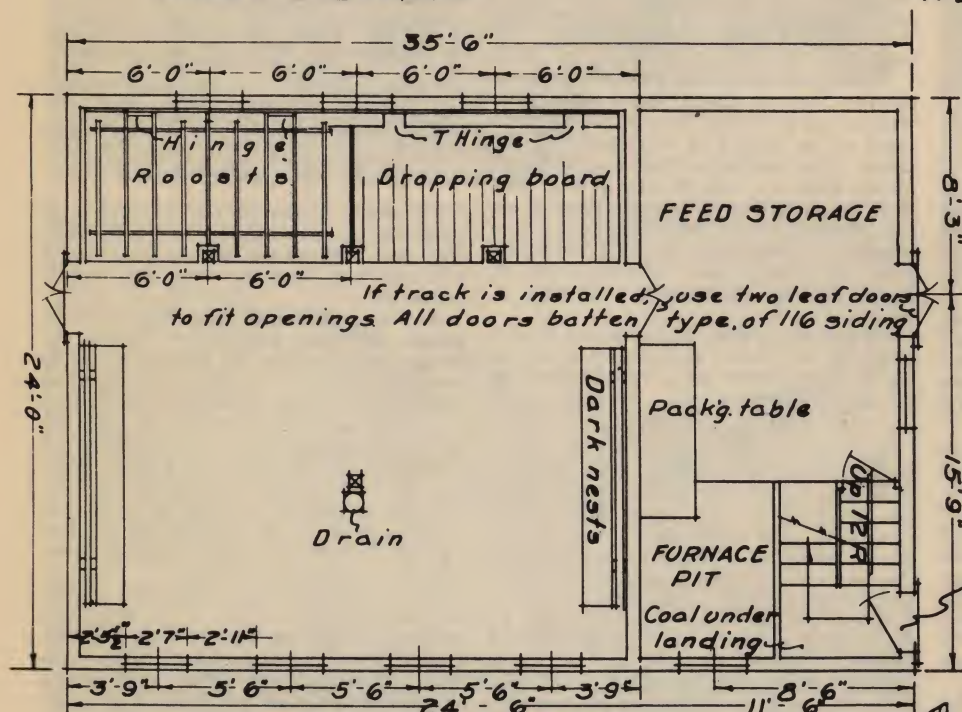 35'-6"
6'-0" 6'-0" 6'-0" 6'-0"
Hinge T Hinge
Roosts Dropping board
FEED STORAGE
8'-3"
6'-0" 6'-0"
If track is installed, use two leaf doors
to fit openings. All doors batten type, of 116 siding
24'-0"
Dark nests
Pack'g. table
Up 12 R
15'-9"
Drain
FURNACE
PIT
Coal under
landing
2'-5½" 2'-7" 2'-11"
3'-9" 5'-6" 5'-6" 5'-6" 3'-9" 8'-6"
24'-6" 11'-6"